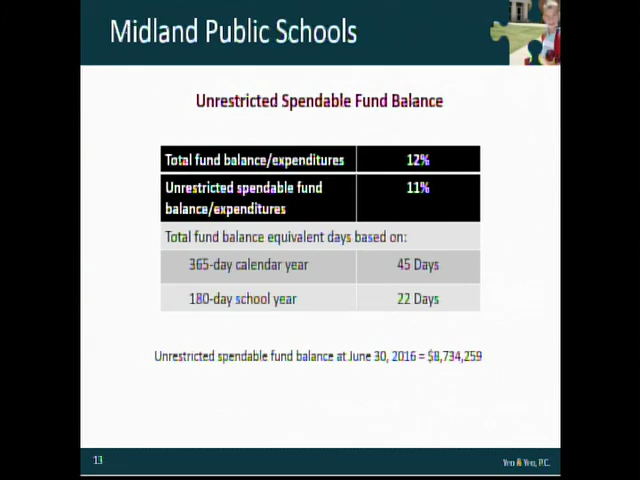 Midland Public Schools
Unrestricted Spendable Fund Balance
Total fund balance/expenditures 12%
Unrestricted spendable fund balance/expenditures 11%
Total fund balance equivalent days based on:
365-day calendar year 45 Days
180-day school year 22 Days
Unrestricted spendable fund balance at June 30, 2016 = $8,734,259
13
Yeo & Yeo, P.C.